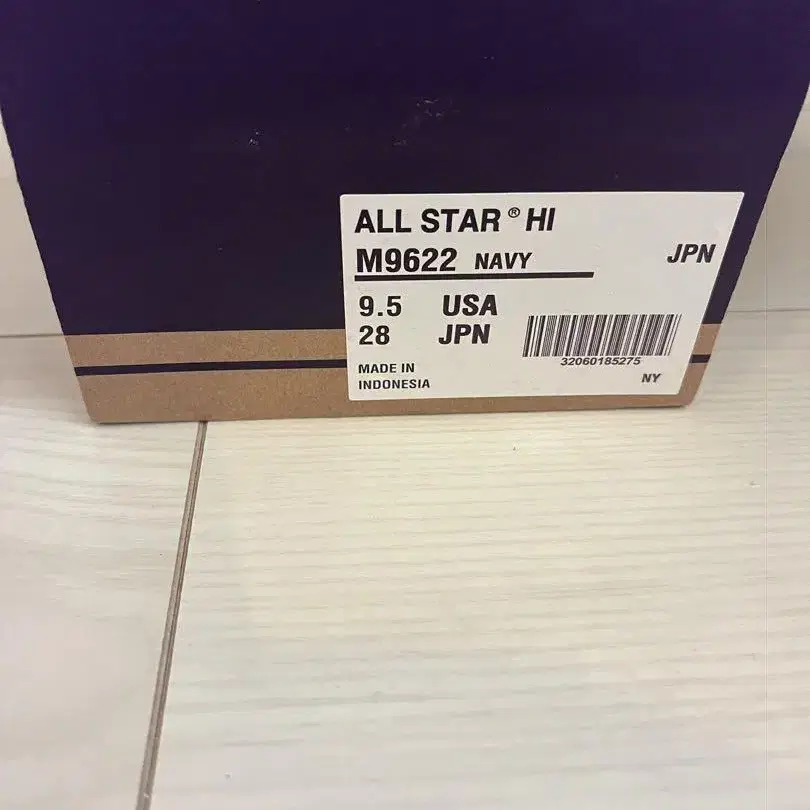 ALL STAR® HI
M9622 NAVY JPN
9.5 USA
28 JPN
32060185275
MADE IN
INDONESIA
NY